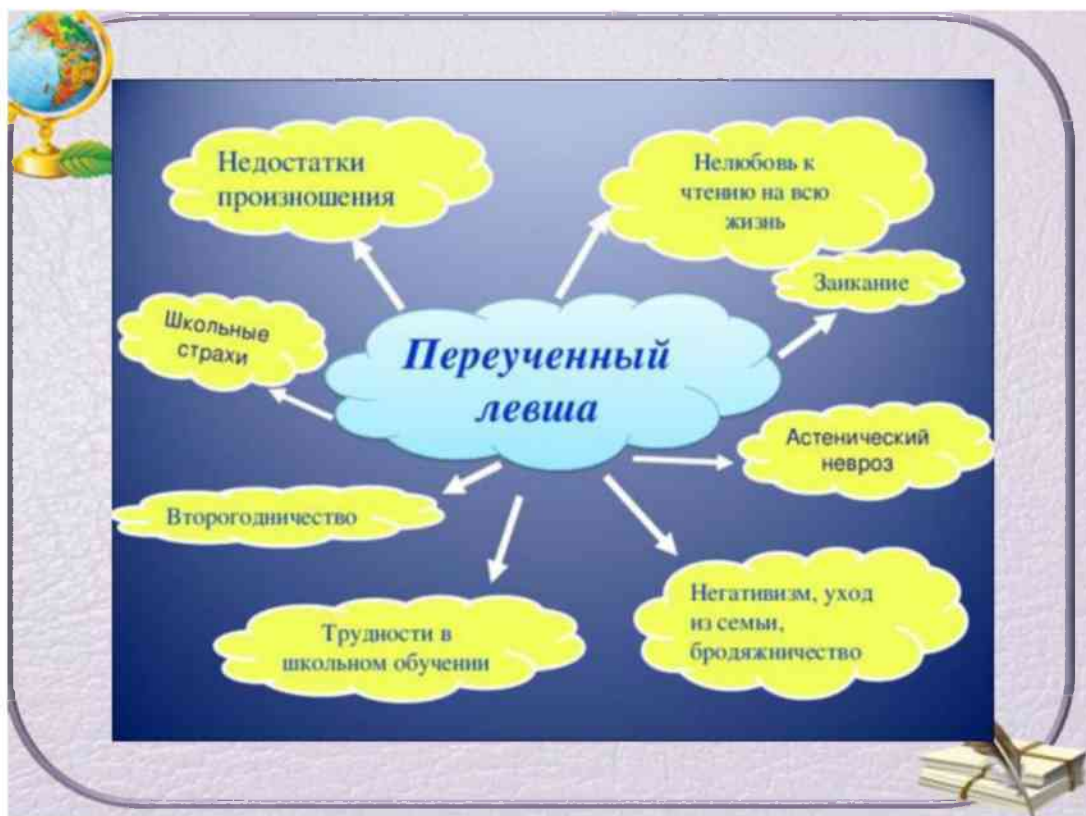 Недостатки
произношения
Нелюбовь к
чтению на всю
жизнь
Заикание
Школьные
страхи
Переученный
левша
Астенический
невроз
Второгодничество
Негативизм, уход
из семьи,
бродяжничество
Трудности в
школьном обучении